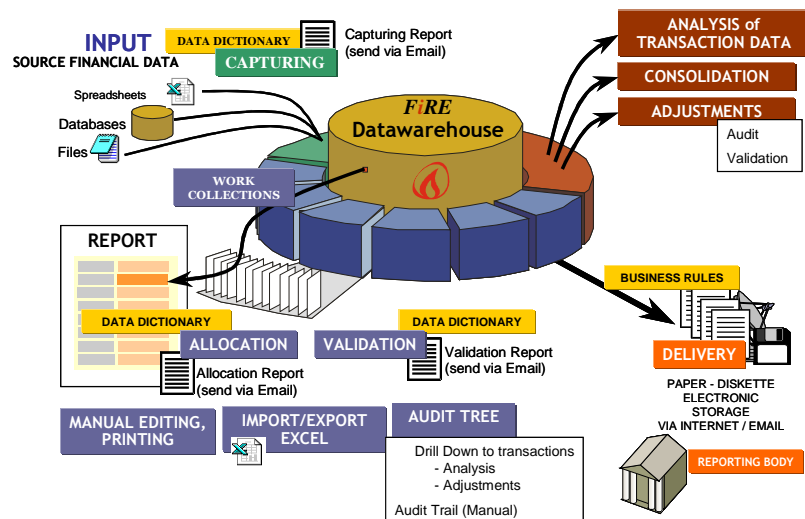 INPUT
SOURCE FINANCIAL DATA
DATA DICTIONARY
CAPTURING
Capturing Report
(send via Email)
Spreadsheets
Databases
Files
FiRE
Datawarehouse
ANALYSIS of
TRANSACTION DATA
CONSOLIDATION
ADJUSTMENTS
Audit
Validation
WORK
COLLECTIONS
REPORT
DATA DICTIONARY
ALLOCATION
Allocation Report
(send via Email)
DATA DICTIONARY
VALIDATION
Validation Report
(send via Email)
BUSINESS RULES
DELIVERY
PAPER - DISKETTE
ELECTRONIC
STORAGE
VIA INTERNET / EMAIL
REPORTING BODY
MANUAL EDITING,
PRINTING
IMPORT/EXPORT
EXCEL
AUDIT TREE
Drill Down to transactions
- Analysis
- Adjustments
Audit Trail (Manual)